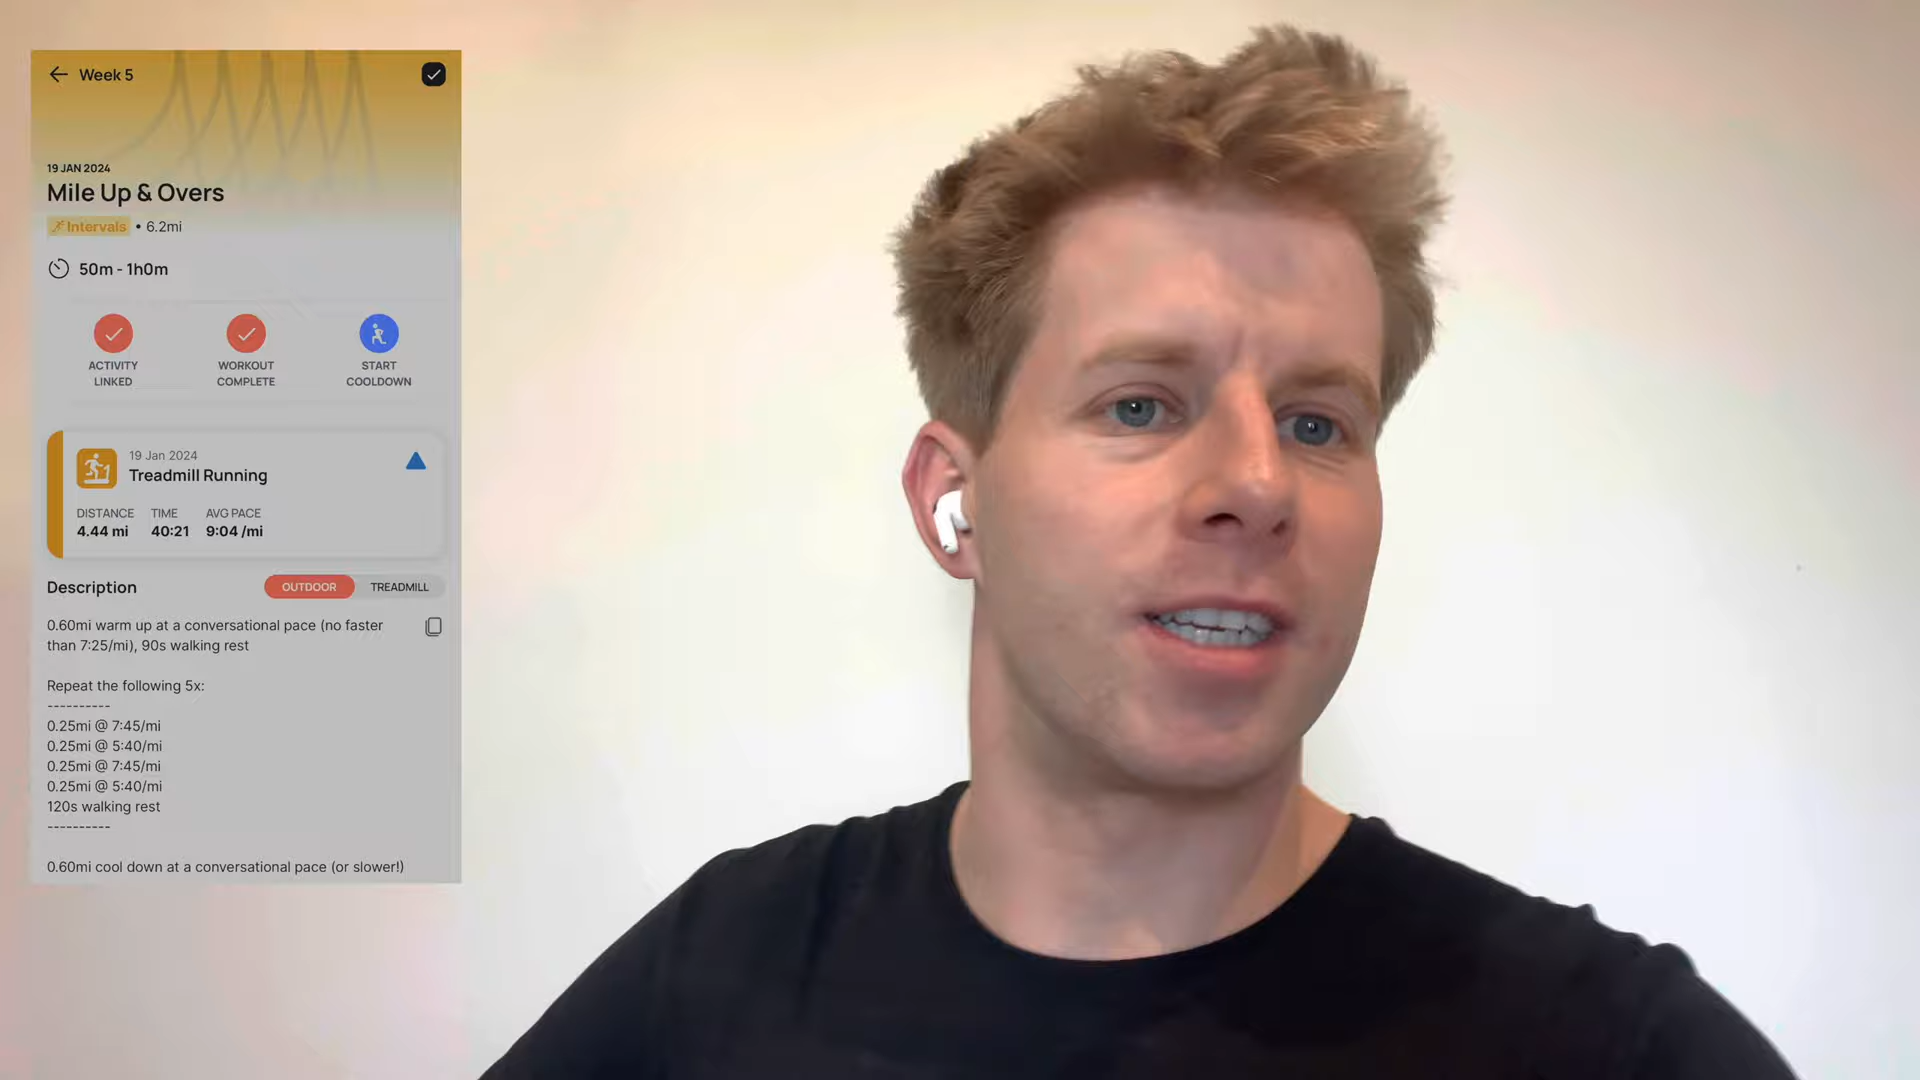 Week 5
19 JAN 2024
Mile Up & Overs
Intervals • 6.2mi
50m - 1h0m
ACTIVITY LINKED
WORKOUT COMPLETE
START COOLDOWN
19 Jan 2024
Treadmill Running
DISTANCE TIME AVG PACE
4.44 mi 40:21 9:04 /mi
Description OUTDOOR TREADMILL
0.60mi warm up at a conversational pace (no faster
than 7:25/mi), 90s walking rest
Repeat the following 5x:
----------
0.25mi @ 7:45/mi
0.25mi @ 5:40/mi
0.25mi @ 7:45/mi
0.25mi @ 5:40/mi
120s walking rest
----------
0.60mi cool down at a conversational pace (or slower!)